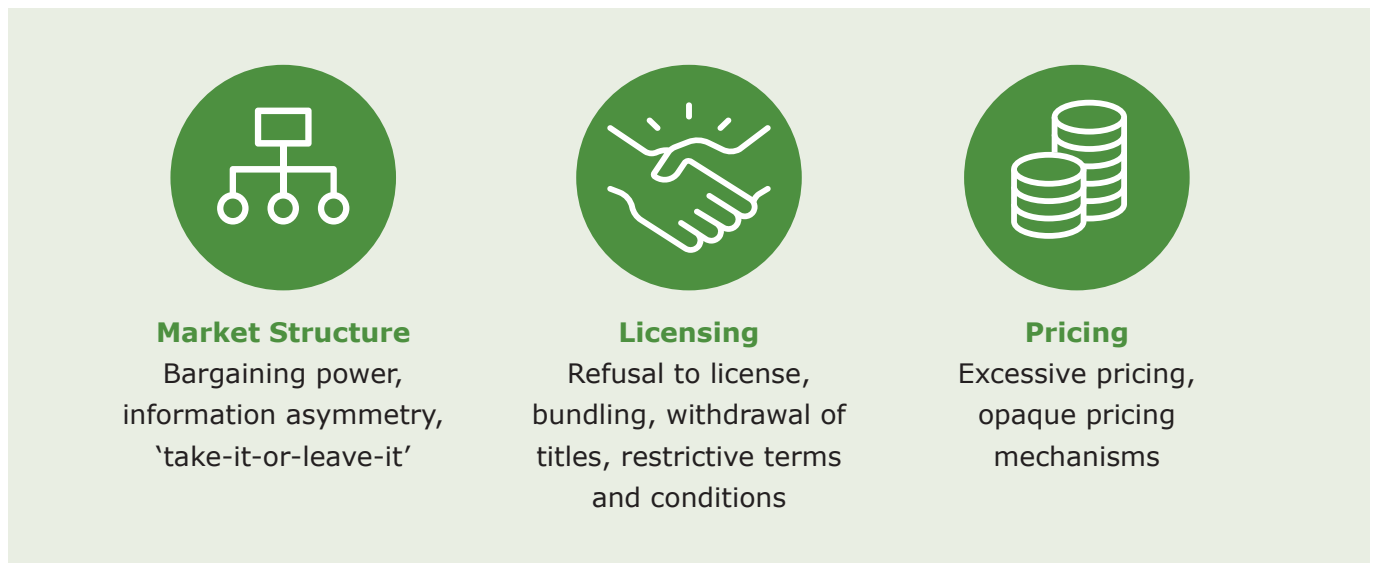 Market Structure
Bargaining power,
information asymmetry,
‘take-it-or-leave-it’
Licensing
Refusal to license,
bundling, withdrawal of
titles, restrictive terms
and conditions
Pricing
Excessive pricing,
opaque pricing
mechanisms